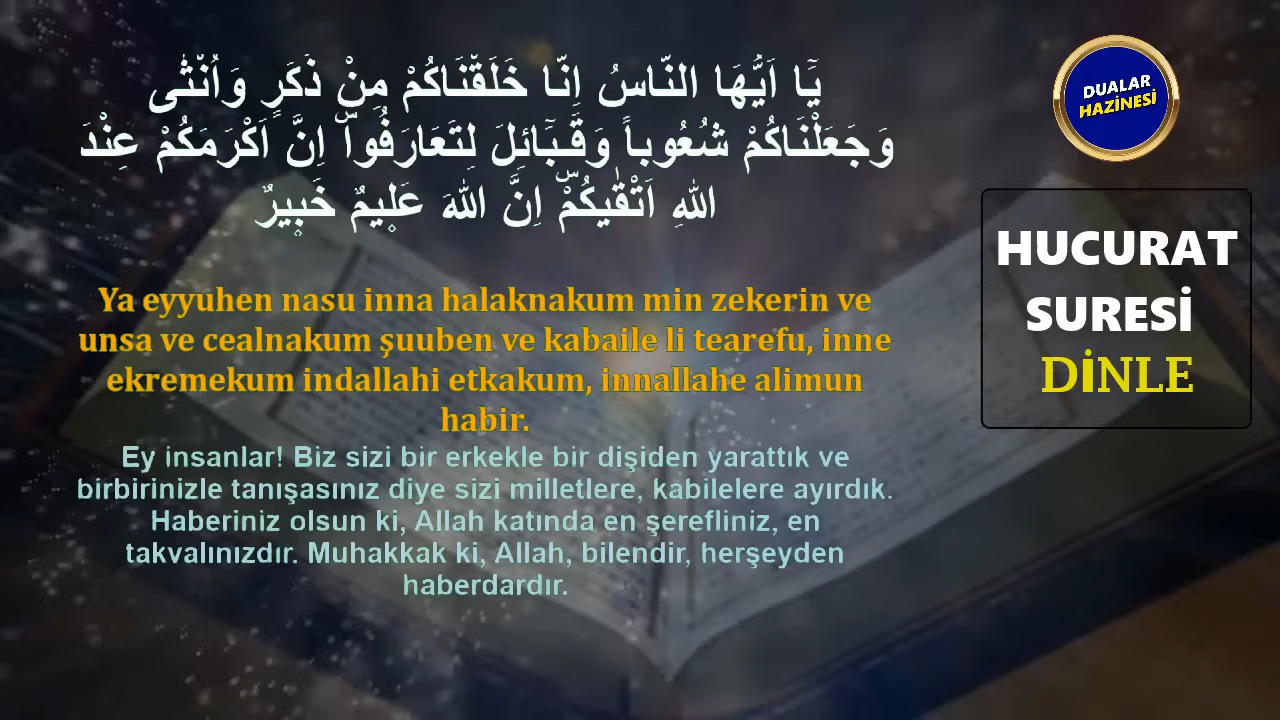 يَٓا اَيُّهَا النَّاسُ اِنَّا خَلَقْنَاكُمْ مِنْ ذَكَرٍ وَاُنْثٰى
وَجَعَلْنَاكُمْ شُعُوباً وَقَـبَٓائِلَ لِتَعَارَفُواۜ اِنَّ اَكْرَمَكُمْ عِنْدَ
اللّٰهِ اَتْقٰيكُمْۜ اِنَّ اللّٰهَ عَل۪يمٌ خَب۪يرٌ
Ya eyyuhen nasu inna halaknakum min zekerin ve
unsa ve cealnakum şuuben ve kabaile li tearefu, inne
ekremekum indallahi etkakum, innallahe alimun
habir.
Ey insanlar! Biz sizi bir erkekle bir dişiden yarattık ve
birbirinizle tanışasınız diye sizi milletlere, kabilelere ayırdık.
Haberiniz olsun ki, Allah katında en şerefliniz, en
takvalınızdır. Muhakkak ki, Allah, bilendir, herşeyden
haberdardır.
DUALAR
HAZİNESİ
HUCURAT
SURESİ
DİNLE